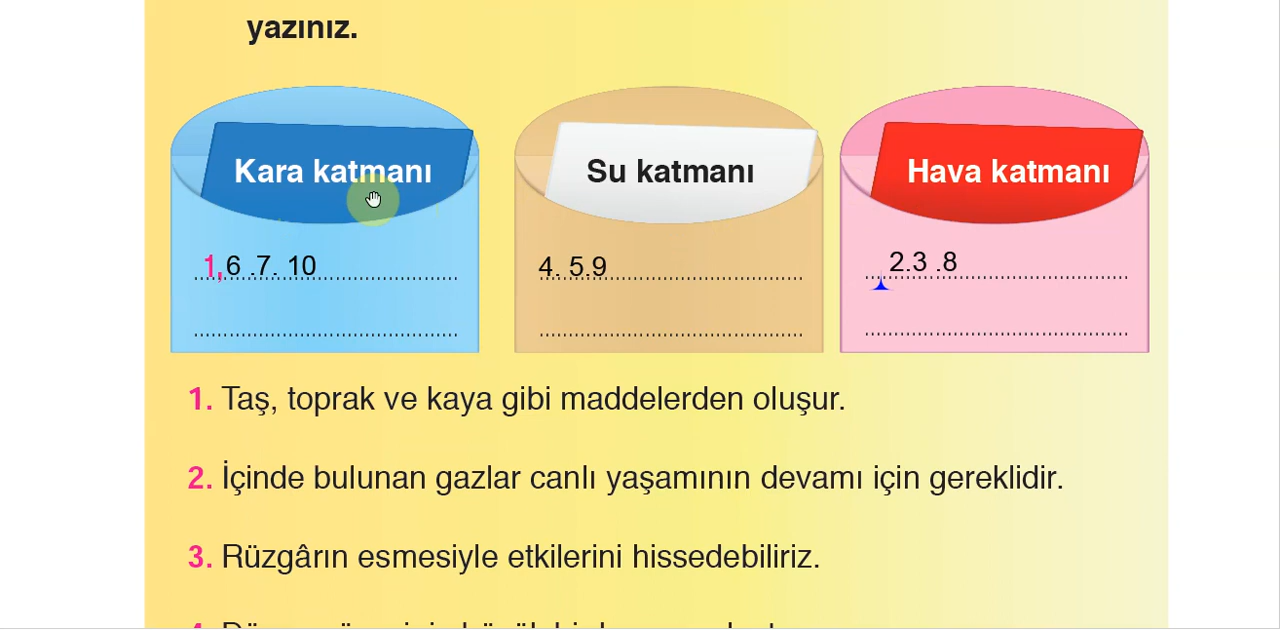 yazınız.
Kara katmanı
Su katmanı
Hava katmanı
1,6 .7. 10
4. 5.9
2.3 .8
1. Taş, toprak ve kaya gibi maddelerden oluşur.
2. İçinde bulunan gazlar canlı yaşamının devamı için gereklidir.
3. Rüzgârın esmesiyle etkilerini hissedebiliriz.